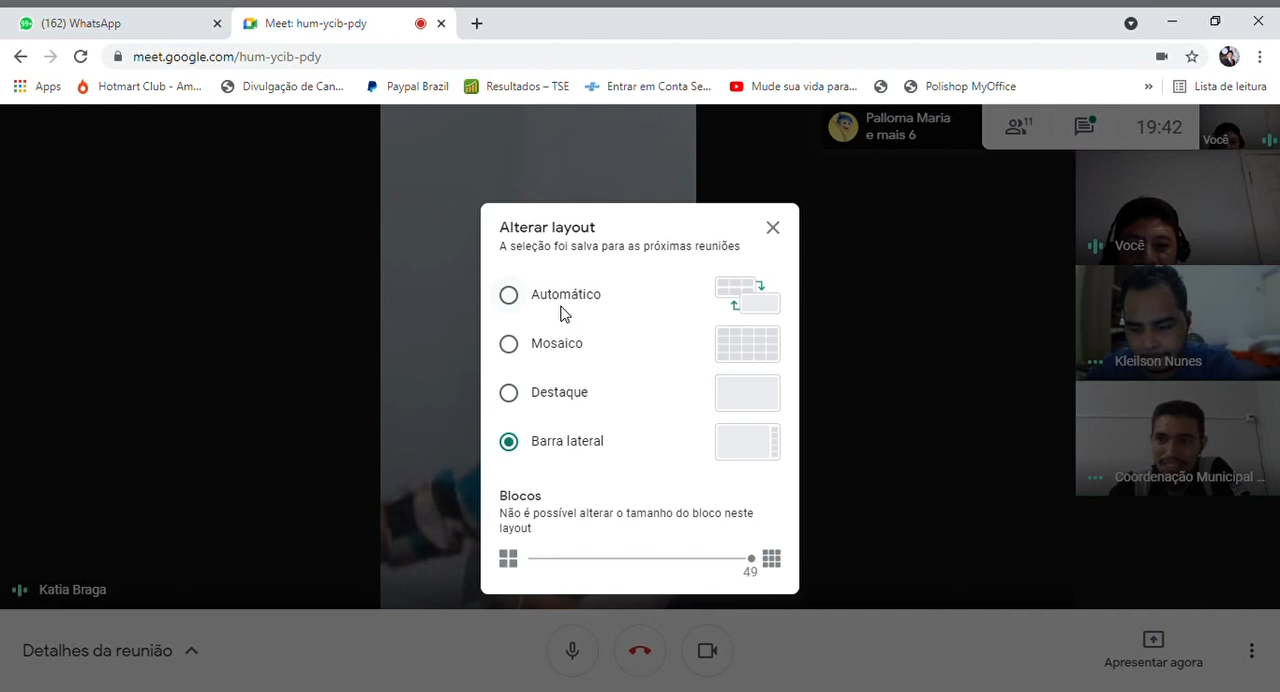 99+
(162) WhatsApp
Meet: hum-ycib-pdy
meet.google.com/hum-ycib-pdy
Apps
Hotmart Club - Am...
Divulgação de Can...
Paypal Brazil
Resultados – TSE
Entrar em Conta Se...
Mude sua vida para...
Polishop MyOffice
»
Lista de leitura
Palloma Maria
e mais 6
11
19:42
Você
Você
Kleilson Nunes
Coordenação Municipal ...
Alterar layout
A seleção foi salva para as próximas reuniões
Automático
Mosaico
Destaque
Barra lateral
Blocos
Não é possível alterar o tamanho do bloco neste
layout
49
Katia Braga
Detalhes da reunião
Apresentar agora